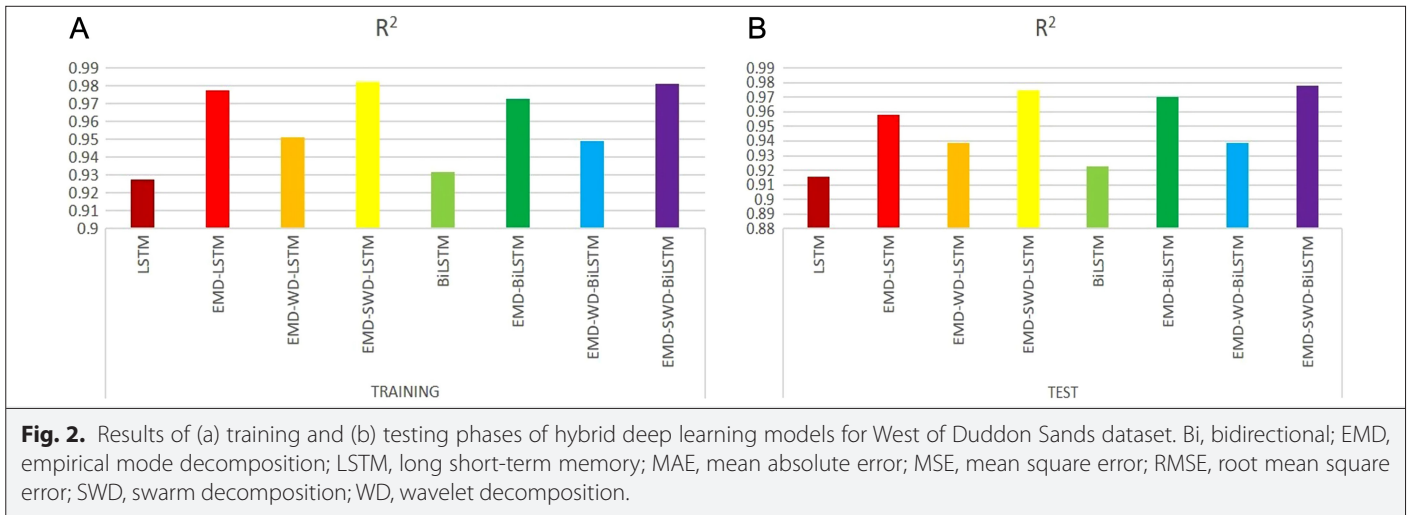 A
R²
0.99
0.98
0.97
0.96
0.95
0.94
0.93
0.92
0.91
0.9
LSTM
EMD-LSTM
EMD-WD-LSTM
EMD-SWD-LSTM
BiLSTM
EMD-BiLSTM
EMD-WD-BiLSTM
EMD-SWD-BiLSTM
TRAINING
B
R²
0.99
0.98
0.97
0.96
0.95
0.94
0.93
0.92
0.91
0.9
0.89
0.88
LSTM
EMD-LSTM
EMD-WD-LSTM
EMD-SWD-LSTM
BiLSTM
EMD-BiLSTM
EMD-WD-BiLSTM
EMD-SWD-BiLSTM
TEST
Fig. 2. Results of (a) training and (b) testing phases of hybrid deep learning models for West of Duddon Sands dataset. Bi, bidirectional; EMD,
empirical mode decomposition; LSTM, long short-term memory; MAE, mean absolute error; MSE, mean square error; RMSE, root mean square
error; SWD, swarm decomposition; WD, wavelet decomposition.